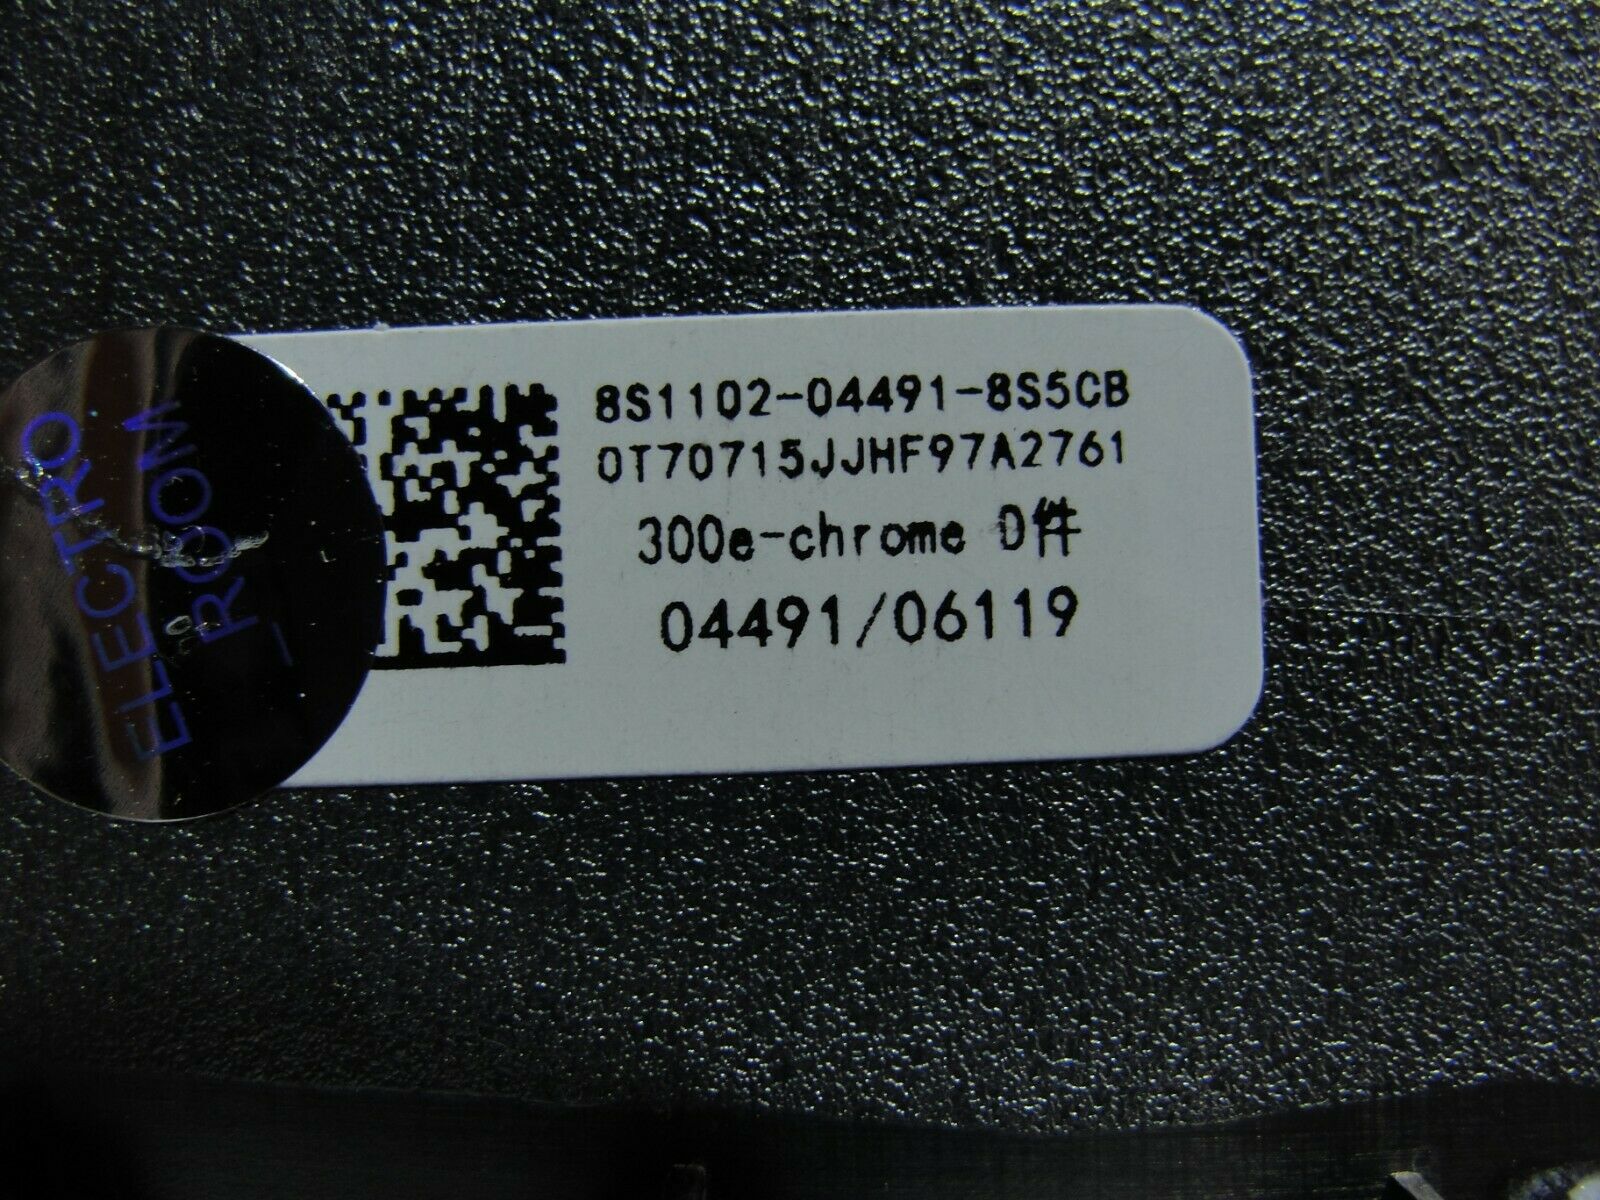 8S1102-04491-8S5CB
0T70715JJHF97A2761
300e-chrome D件
04491/06119
ELECTRO
ROOM